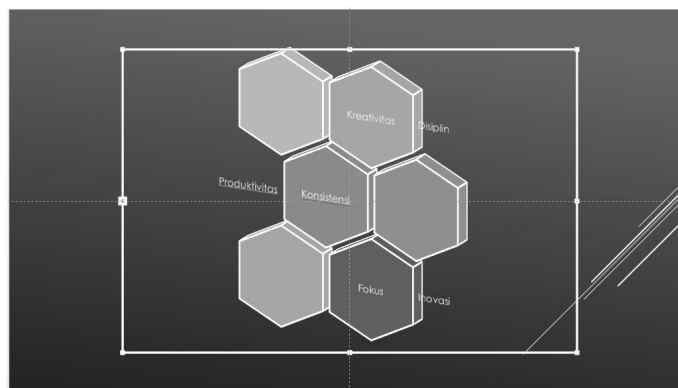 Kreativitas
Disiplin
Produktivitas
Konsistensi
Fokus
Inovasi